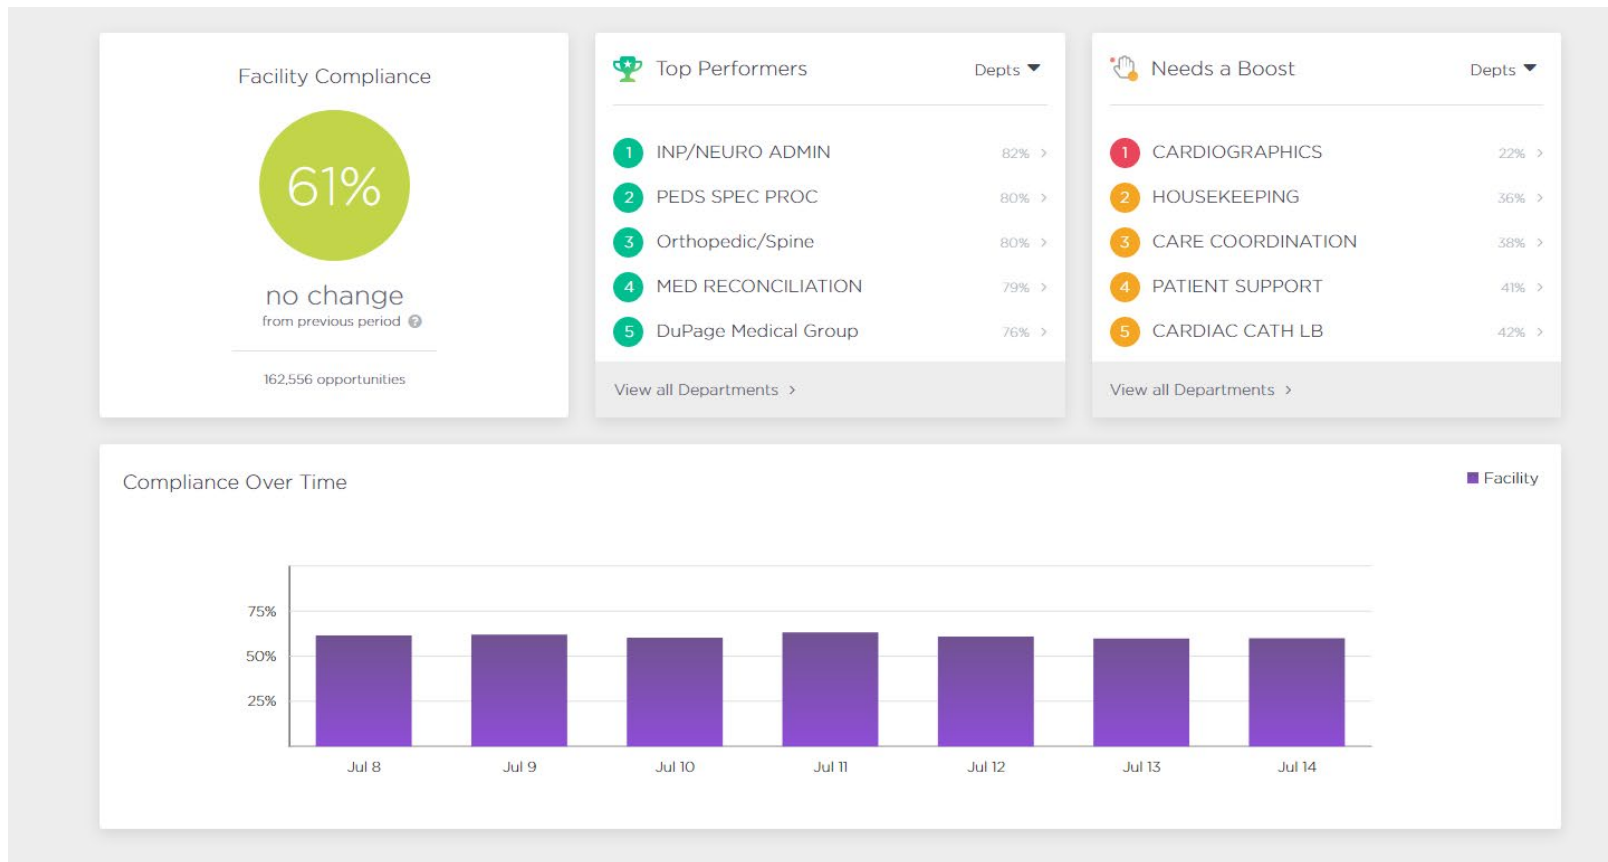 Facility Compliance
61%
no change
from previous period ?
162,556 opportunities
Top Performers Depts
1 INP/NEURO ADMIN 82% >
2 PEDS SPEC PROC 80% >
3 Orthopedic/Spine 80% >
4 MED RECONCILIATION 79% >
5 DuPage Medical Group 76% >
View all Departments >
Needs a Boost Depts
1 CARDIOGRAPHICS 22% >
2 HOUSEKEEPING 36% >
3 CARE COORDINATION 38% >
4 PATIENT SUPPORT 41% >
5 CARDIAC CATH LB 42% >
View all Departments >
Compliance Over Time
Facility
75%
50%
25%
Jul 8 Jul 9 Jul 10 Jul 11 Jul 12 Jul 13 Jul 14